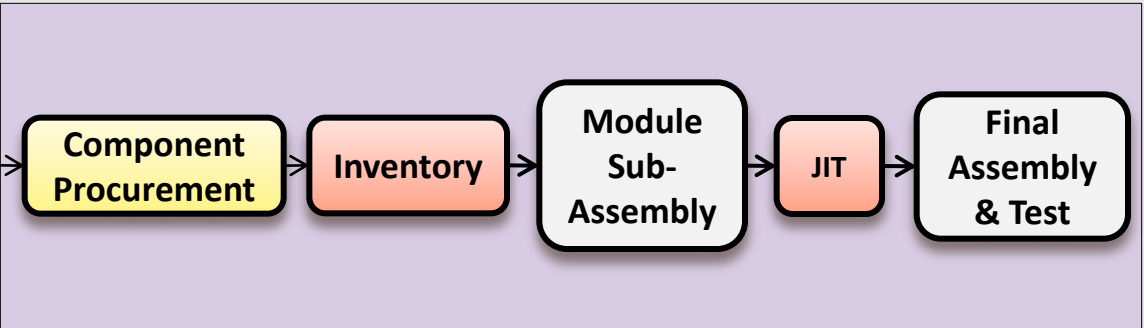 Component
Procurement
Inventory
Module
Sub-
Assembly
JIT
Final
Assembly
& Test